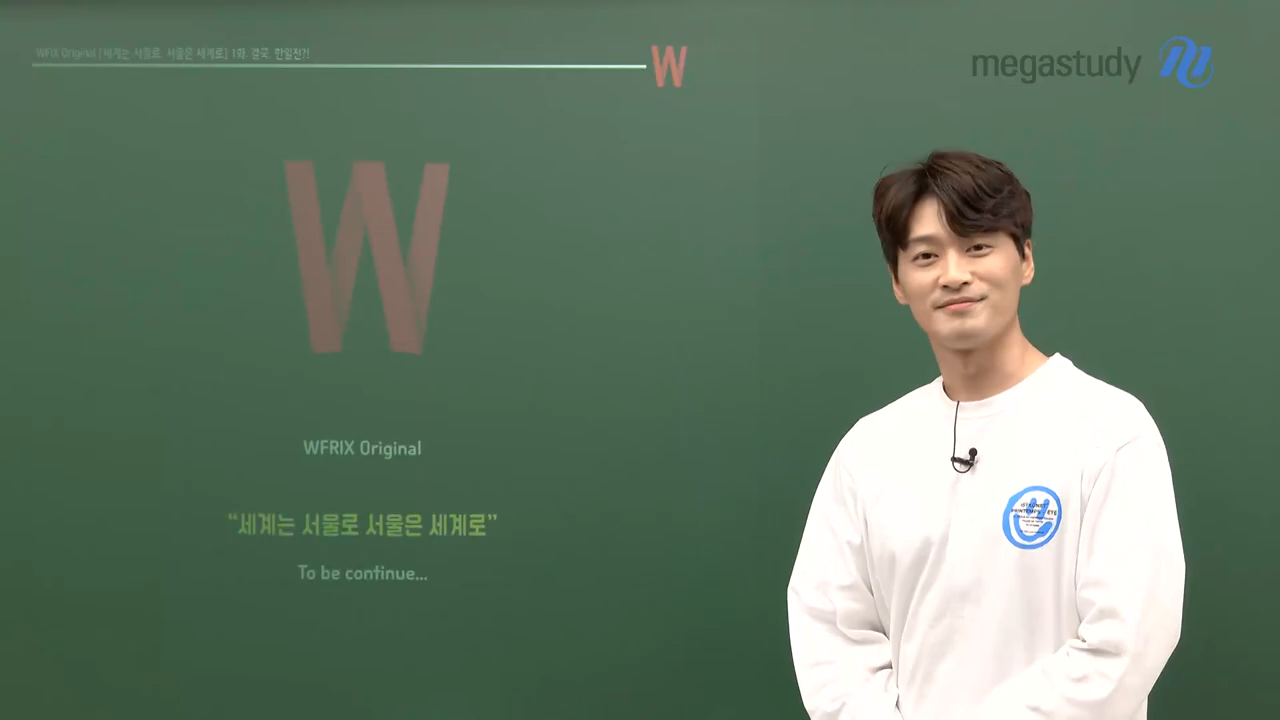 WFIX Original [세계는 서울로, 서울은 세계로] 1화. 결국, 한일전?!
W
megastudy
W
WFRIX Original
“세계는 서울로 서울은 세계로”
To be continue...